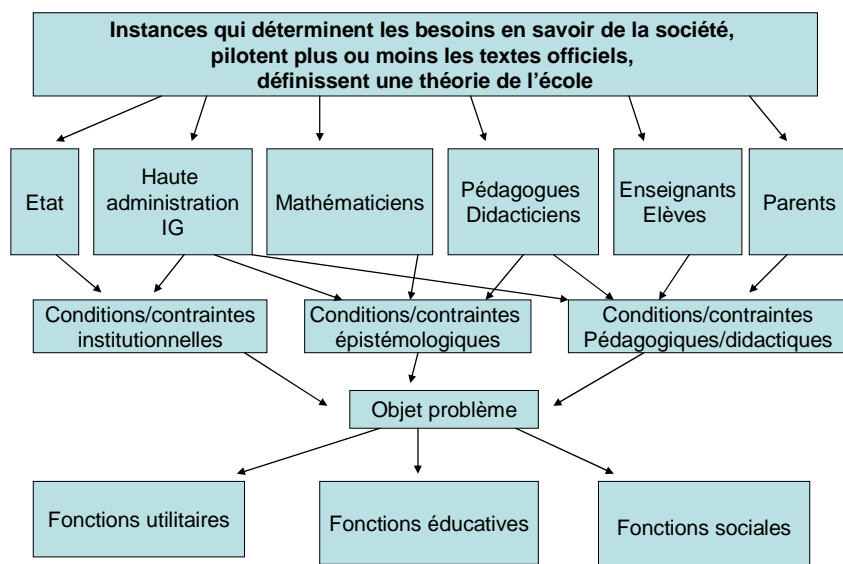 Instances qui déterminent les besoins en savoir de la société,
pilotent plus ou moins les textes officiels,
définissent une théorie de l'école
Etat
Haute
administration
IG
Mathématiciens
Pédagogues
Didacticiens
Enseignants
Elèves
Parents
Conditions/contraintes
institutionnelles
Conditions/contraintes
épistémologiques
Conditions/contraintes
Pédagogiques/didactiques
Objet problème
Fonctions utilitaires
Fonctions éducatives
Fonctions sociales